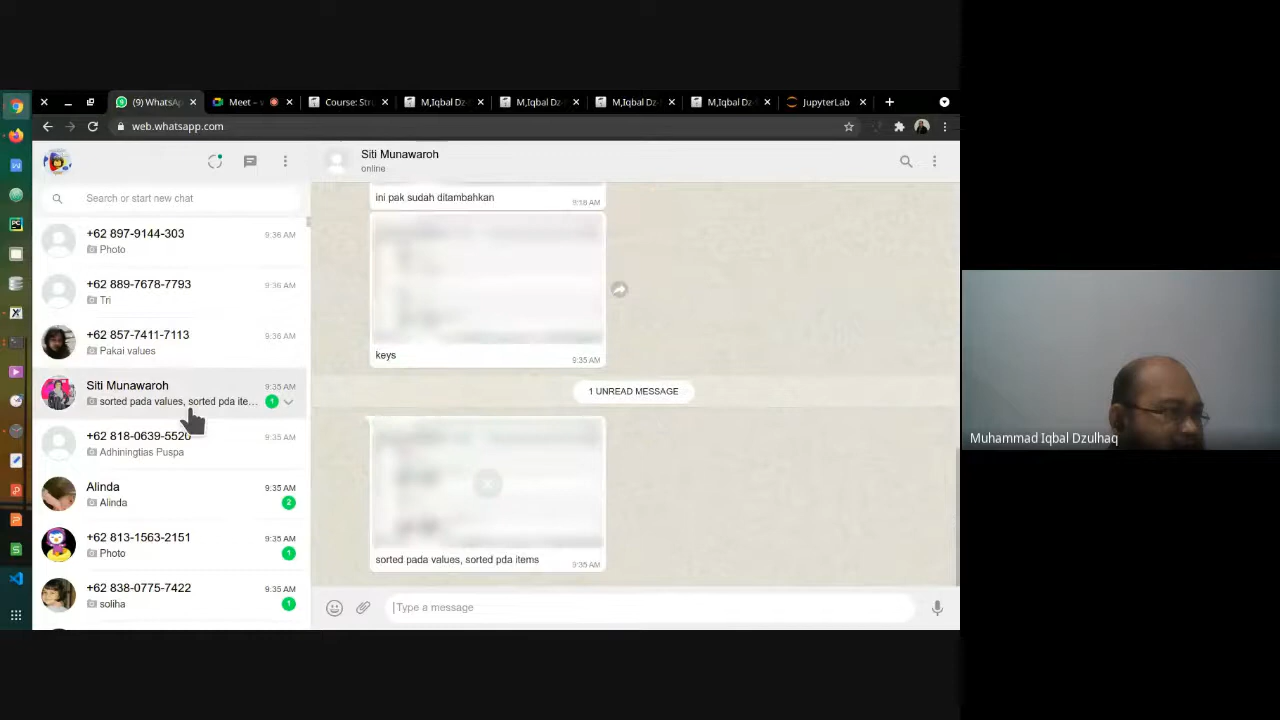 (9) WhatsAp
Meet –
Course: Str
M,Iqbal Dz
M,Iqbal Dz
M,Iqbal Dz
M,Iqbal Dz
JupyterLab
web.whatsapp.com
Search or start new chat
+62 897-9144-303
9:36 AM
Photo
+62 889-7678-7793
9:36 AM
Tri
+62 857-7411-7113
9:36 AM
Pakai values
Siti Munawaroh
9:35 AM
sorted pada values, sorted pda ite...
1
+62 818-0639-5520
9:35 AM
Adhiningtias Puspa
Alinda
9:35 AM
Alinda
2
+62 813-1563-2151
9:35 AM
Photo
1
+62 838-0775-7422
9:35 AM
soliha
1
Siti Munawaroh
online
ini pak sudah ditambahkan
9:18 AM
keys
9:35 AM
1 UNREAD MESSAGE
sorted pada values, sorted pda items
9:35 AM
Type a message
Muhammad Iqbal Dzulhaq